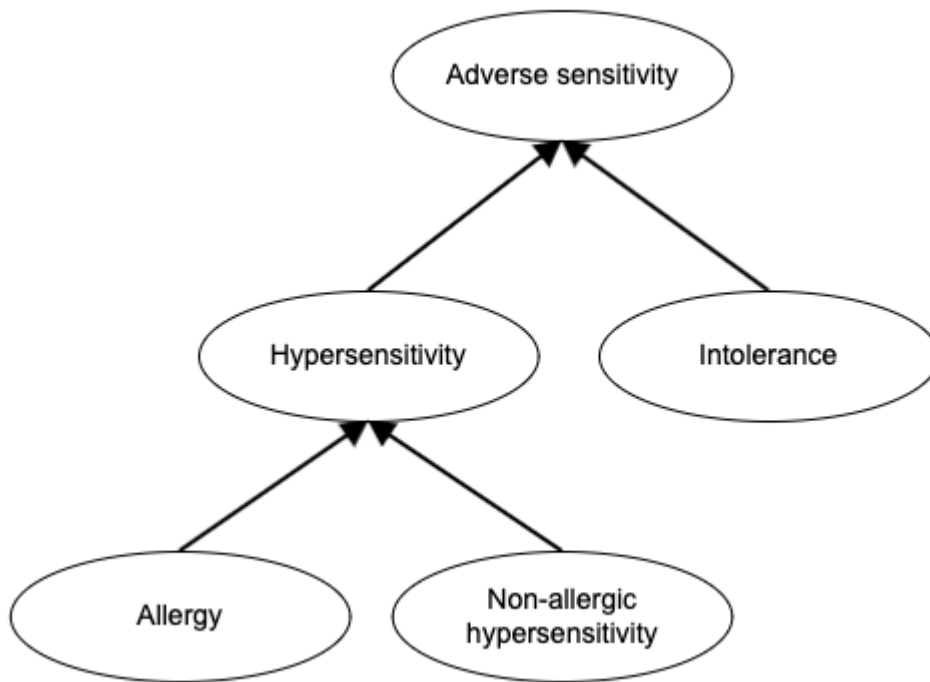 Adverse sensitivity
Hypersensitivity
Intolerance
Allergy
Non-allergic
hypersensitivity